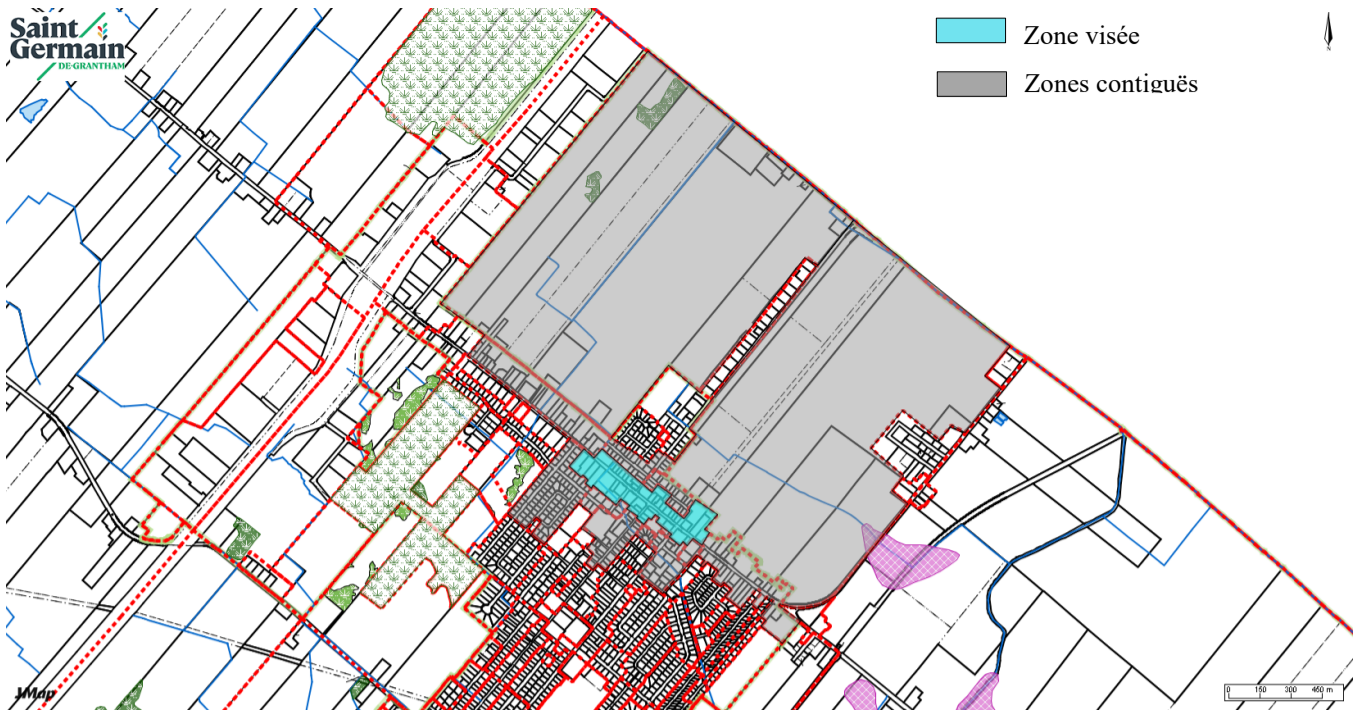 Saint
Germain
DE-GRANTHAM
Zone visée
Zones contiguës
N
JMap
0 150 300 450 m